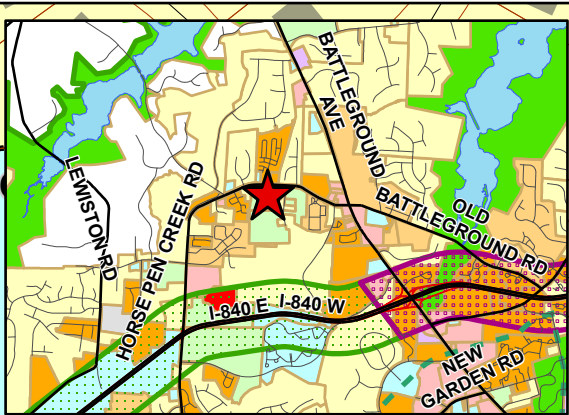 BATTLEGROUND
AVE
LEWISTON RD
HORSE PEN CREEK RD
OLD
BATTLEGROUND RD
I-840 E
I-840 W
NEW
GARDEN RD